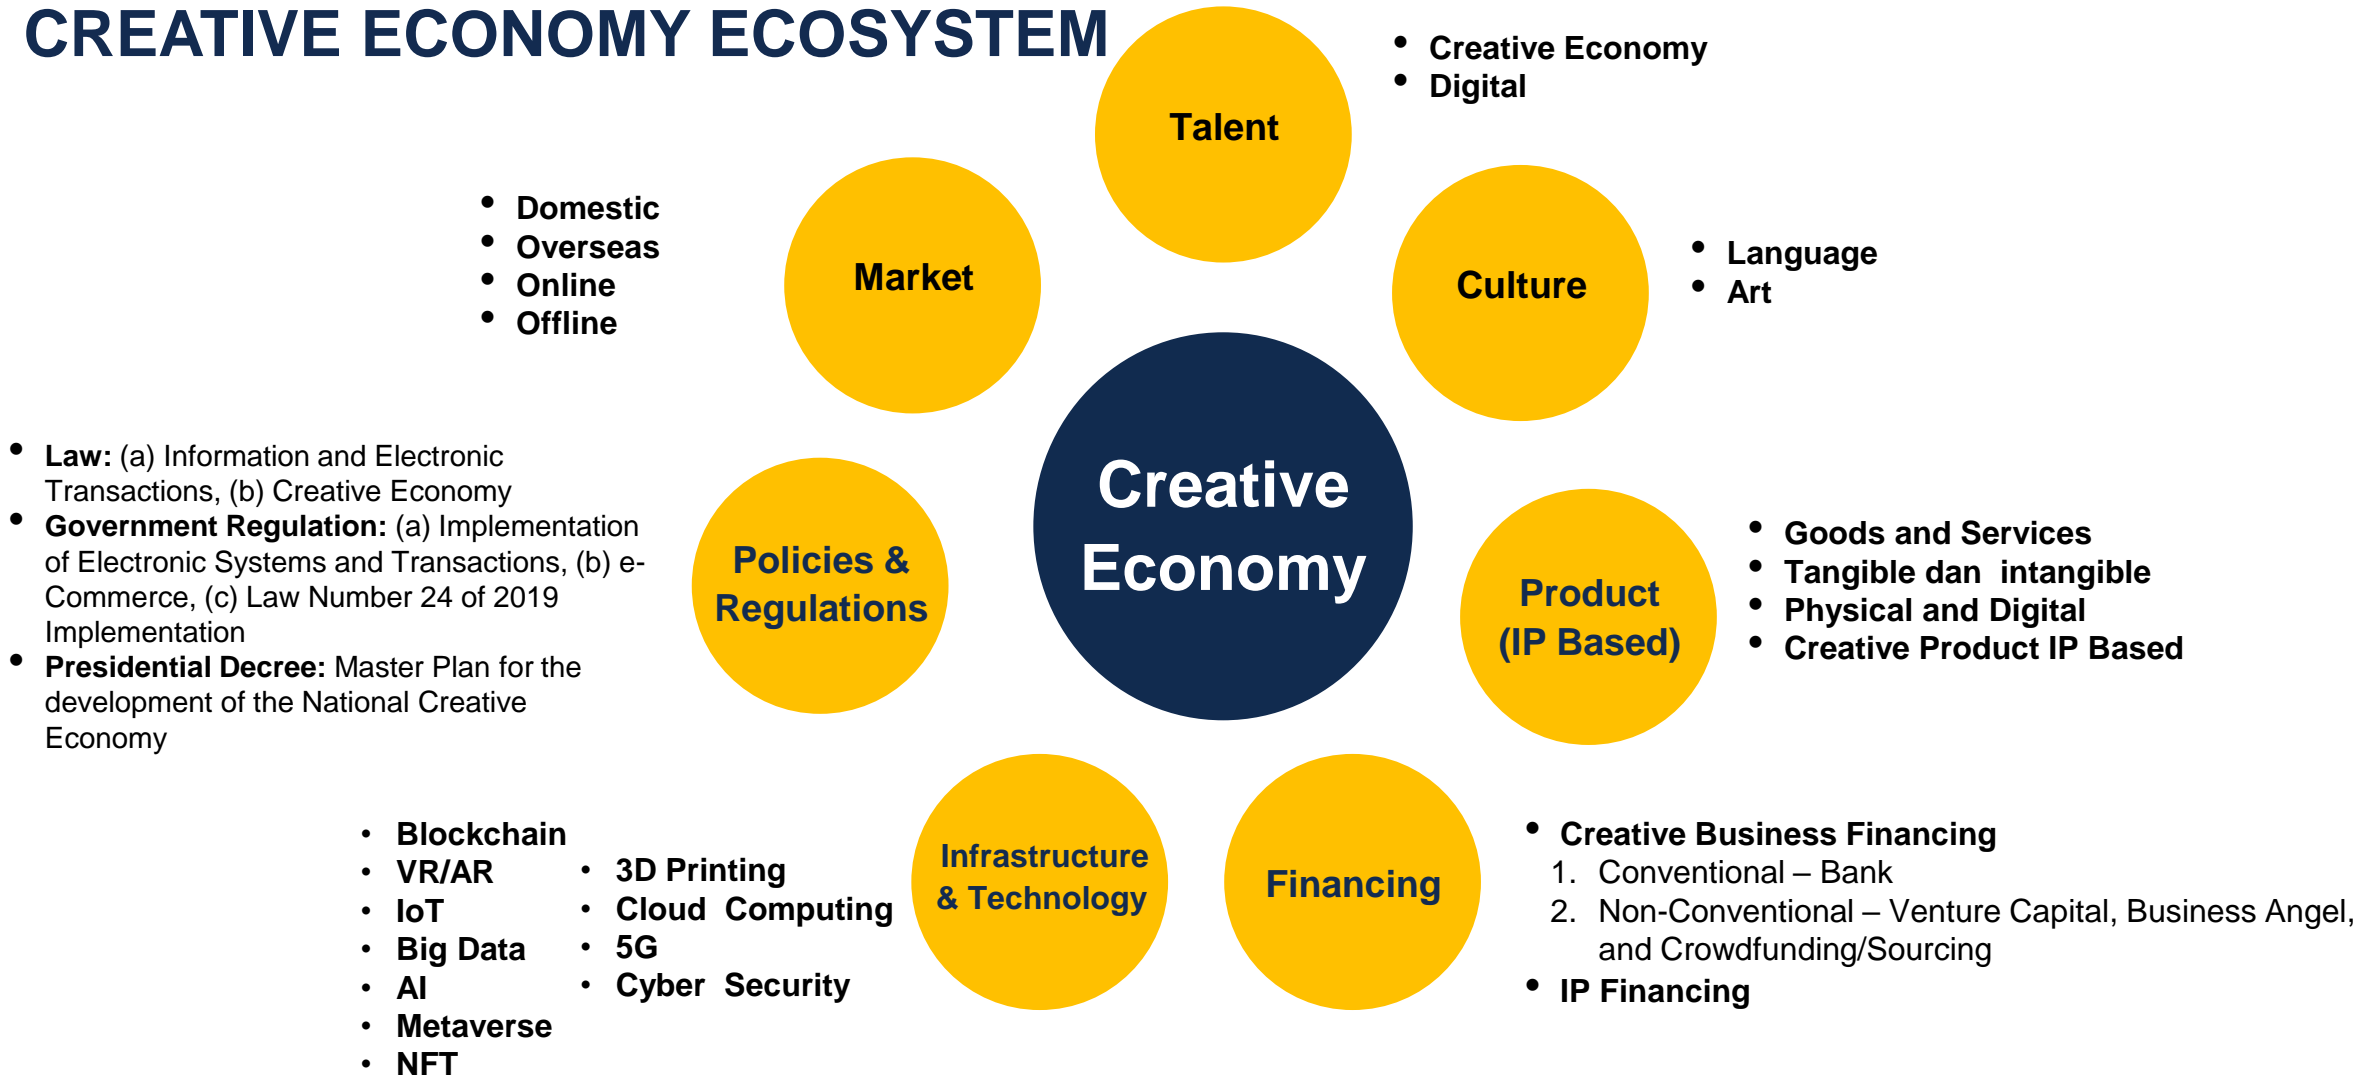 CREATIVE ECONOMY ECOSYSTEM
Talent
• Creative Economy
• Digital
Culture
• Language
• Art
Product
(IP Based)
• Goods and Services
• Tangible dan  intangible
• Physical and Digital
• Creative Product IP Based
Financing
• Creative Business Financing
1. Conventional – Bank
2. Non-Conventional – Venture Capital, Business Angel,
and Crowdfunding/Sourcing
• IP Financing
Infrastructure
& Technology
• Blockchain
• VR/AR
• IoT
• Big Data
• AI
• Metaverse
• NFT
• 3D Printing
• Cloud  Computing
• 5G
• Cyber  Security
Policies &
Regulations
• Law: (a) Information and Electronic
Transactions, (b) Creative Economy
• Government Regulation: (a) Implementation
of Electronic Systems and Transactions, (b) e-
Commerce, (c) Law Number 24 of 2019
Implementation
• Presidential Decree: Master Plan for the
development of the National Creative
Economy
Market
• Domestic
• Overseas
• Online
• Offline
Creative
Economy